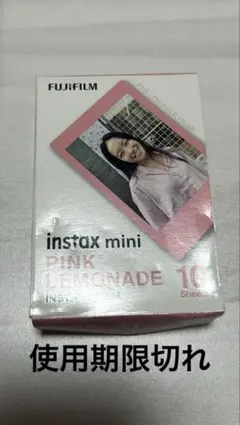 FUJIFILM
instax mini
PINK
LEMONADE
10
使用期限切れ